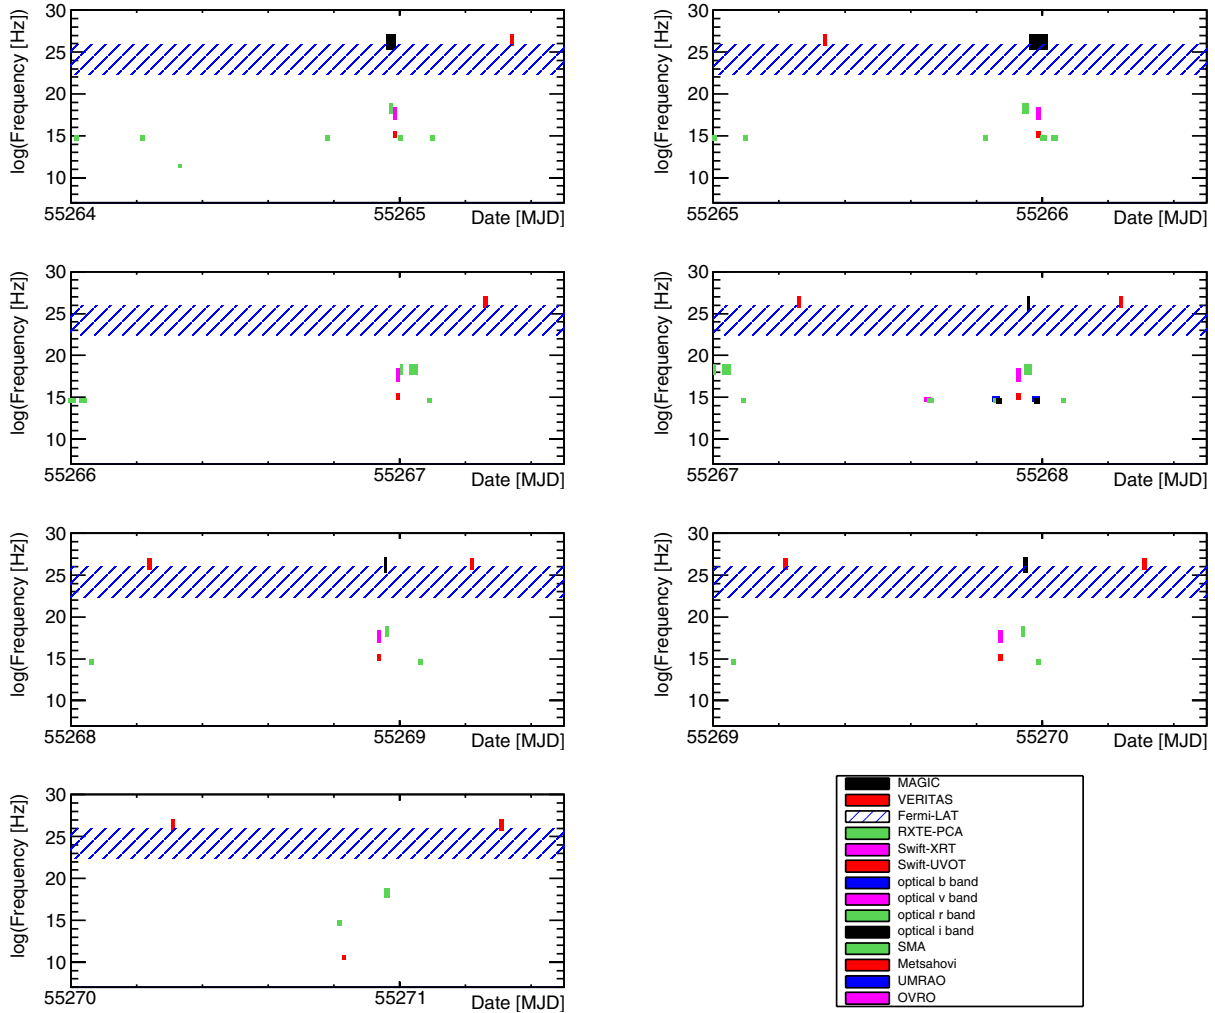 log(Frequency [Hz])
30
25
20
15
10
55264
55265
Date [MJD]
log(Frequency [Hz])
30
25
20
15
10
55265
55266
Date [MJD]
log(Frequency [Hz])
30
25
20
15
10
55266
55267
Date [MJD]
log(Frequency [Hz])
30
25
20
15
10
55267
55268
Date [MJD]
log(Frequency [Hz])
30
25
20
15
10
55268
55269
Date [MJD]
log(Frequency [Hz])
30
25
20
15
10
55269
55270
Date [MJD]
log(Frequency [Hz])
30
25
20
15
10
55270
55271
Date [MJD]
MAGIC
VERITAS
Fermi-LAT
RXTE-PCA
Swift-XRT
Swift-UVOT
optical b band
optical v band
optical r band
optical i band
SMA
Metsahovi
UMRAO
OVRO